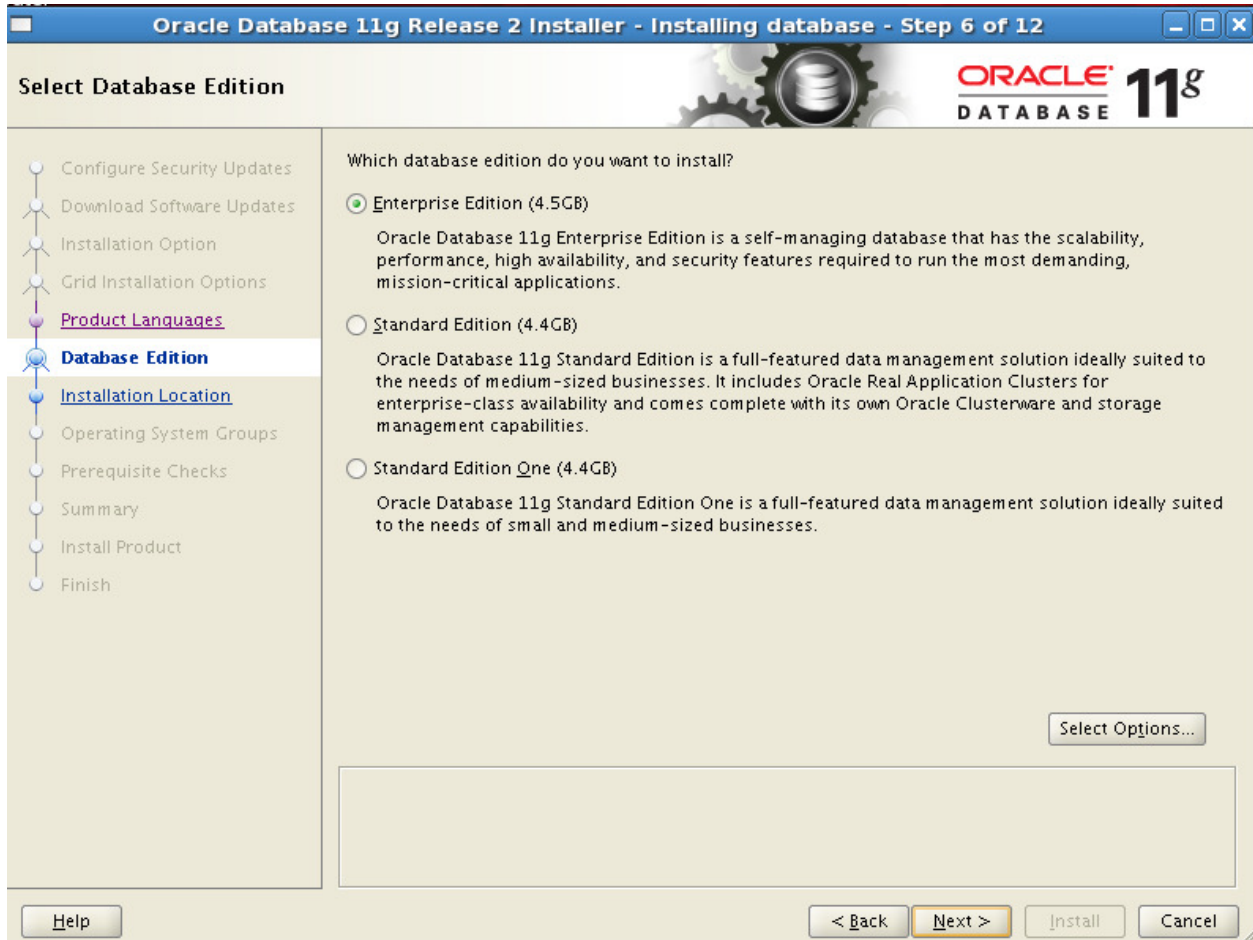 Oracle Database 11g Release 2 Installer - Installing database - Step 6 of 12
Select Database Edition
ORACLE
DATABASE
11g
Configure Security Updates
Download Software Updates
Installation Option
Grid Installation Options
Product Languages
Database Edition
Installation Location
Operating System Groups
Prerequisite Checks
Summary
Install Product
Finish
Which database edition do you want to install?
Enterprise Edition (4.5GB)
Oracle Database 11g Enterprise Edition is a self-managing database that has the scalability,
performance, high availability, and security features required to run the most demanding,
mission-critical applications.
Standard Edition (4.4GB)
Oracle Database 11g Standard Edition is a full-featured data management solution ideally suited to
the needs of medium-sized businesses. It includes Oracle Real Application Clusters for
enterprise-class availability and comes complete with its own Oracle Clusterware and storage
management capabilities.
Standard Edition One (4.4GB)
Oracle Database 11g Standard Edition One is a full-featured data management solution ideally suited
to the needs of small and medium-sized businesses.
Select Options...
Help
< Back
Next >
Install
Cancel